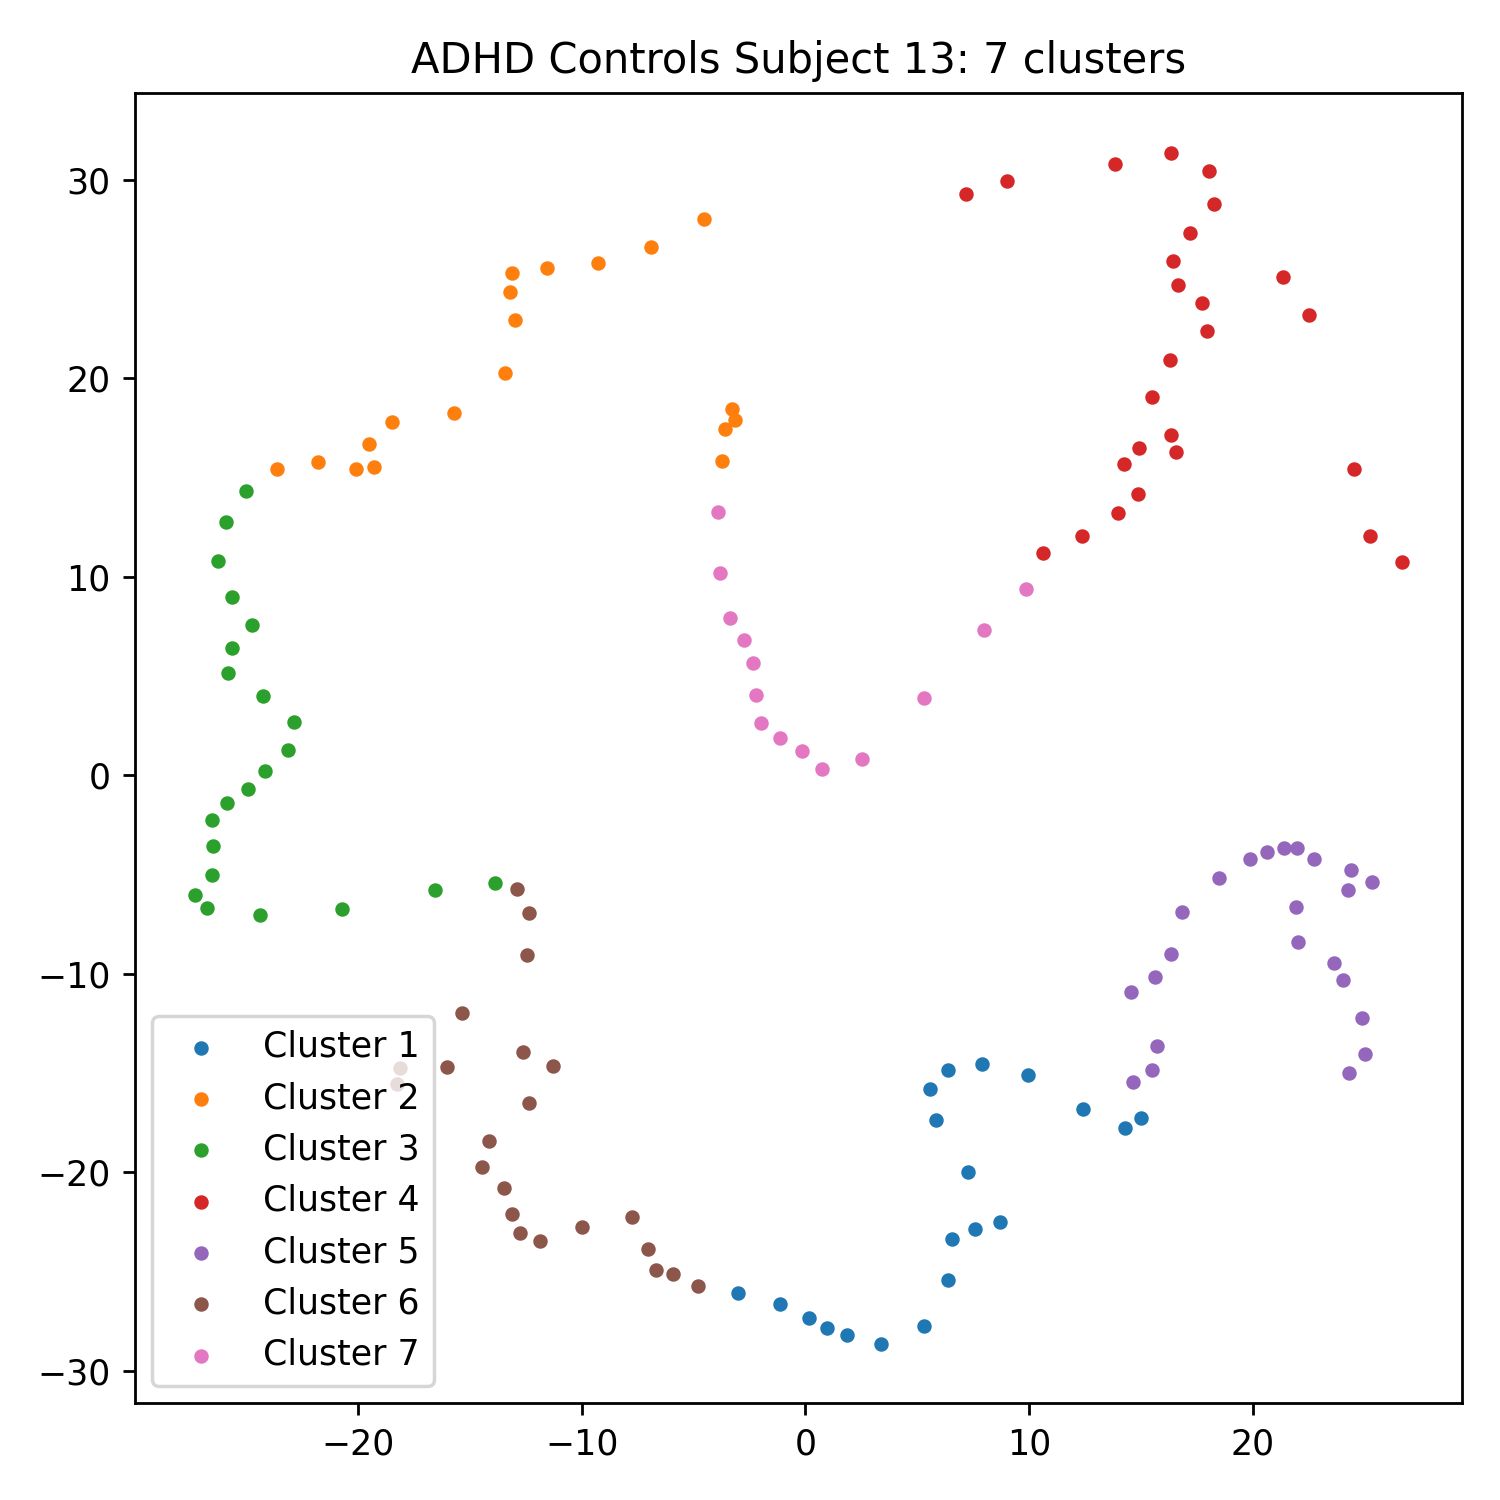 ADHD Controls Subject 13: 7 clusters
30
20
10
0
−10
−20
−30
Cluster 1
Cluster 2
Cluster 3
Cluster 4
Cluster 5
Cluster 6
Cluster 7
−20 −10 0 10 20